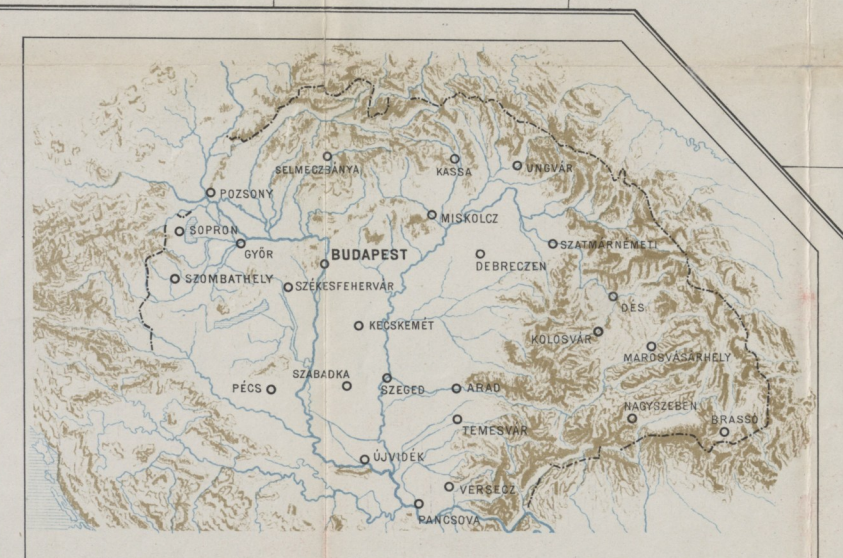 SELMECZBÁNYA
KASSA
UNGVÁR
POZSONY
MISKOLCZ
SOPRON
GYŐR
BUDAPEST
SZATMÁRNÉMETI
DEBRECZEN
SZOMBATHELY
SZÉKESFEHÉRVÁR
DÉS
KECSKEMÉT
KOLOSVÁR
MAROSVÁSÁRHELY
SZABADKA
PÉCS
SZEGED
ARAD
NAGYSZEBEN
BRASSÓ
TEMESVÁR
ÚJVIDÉK
VERSECZ
PANCSOVA